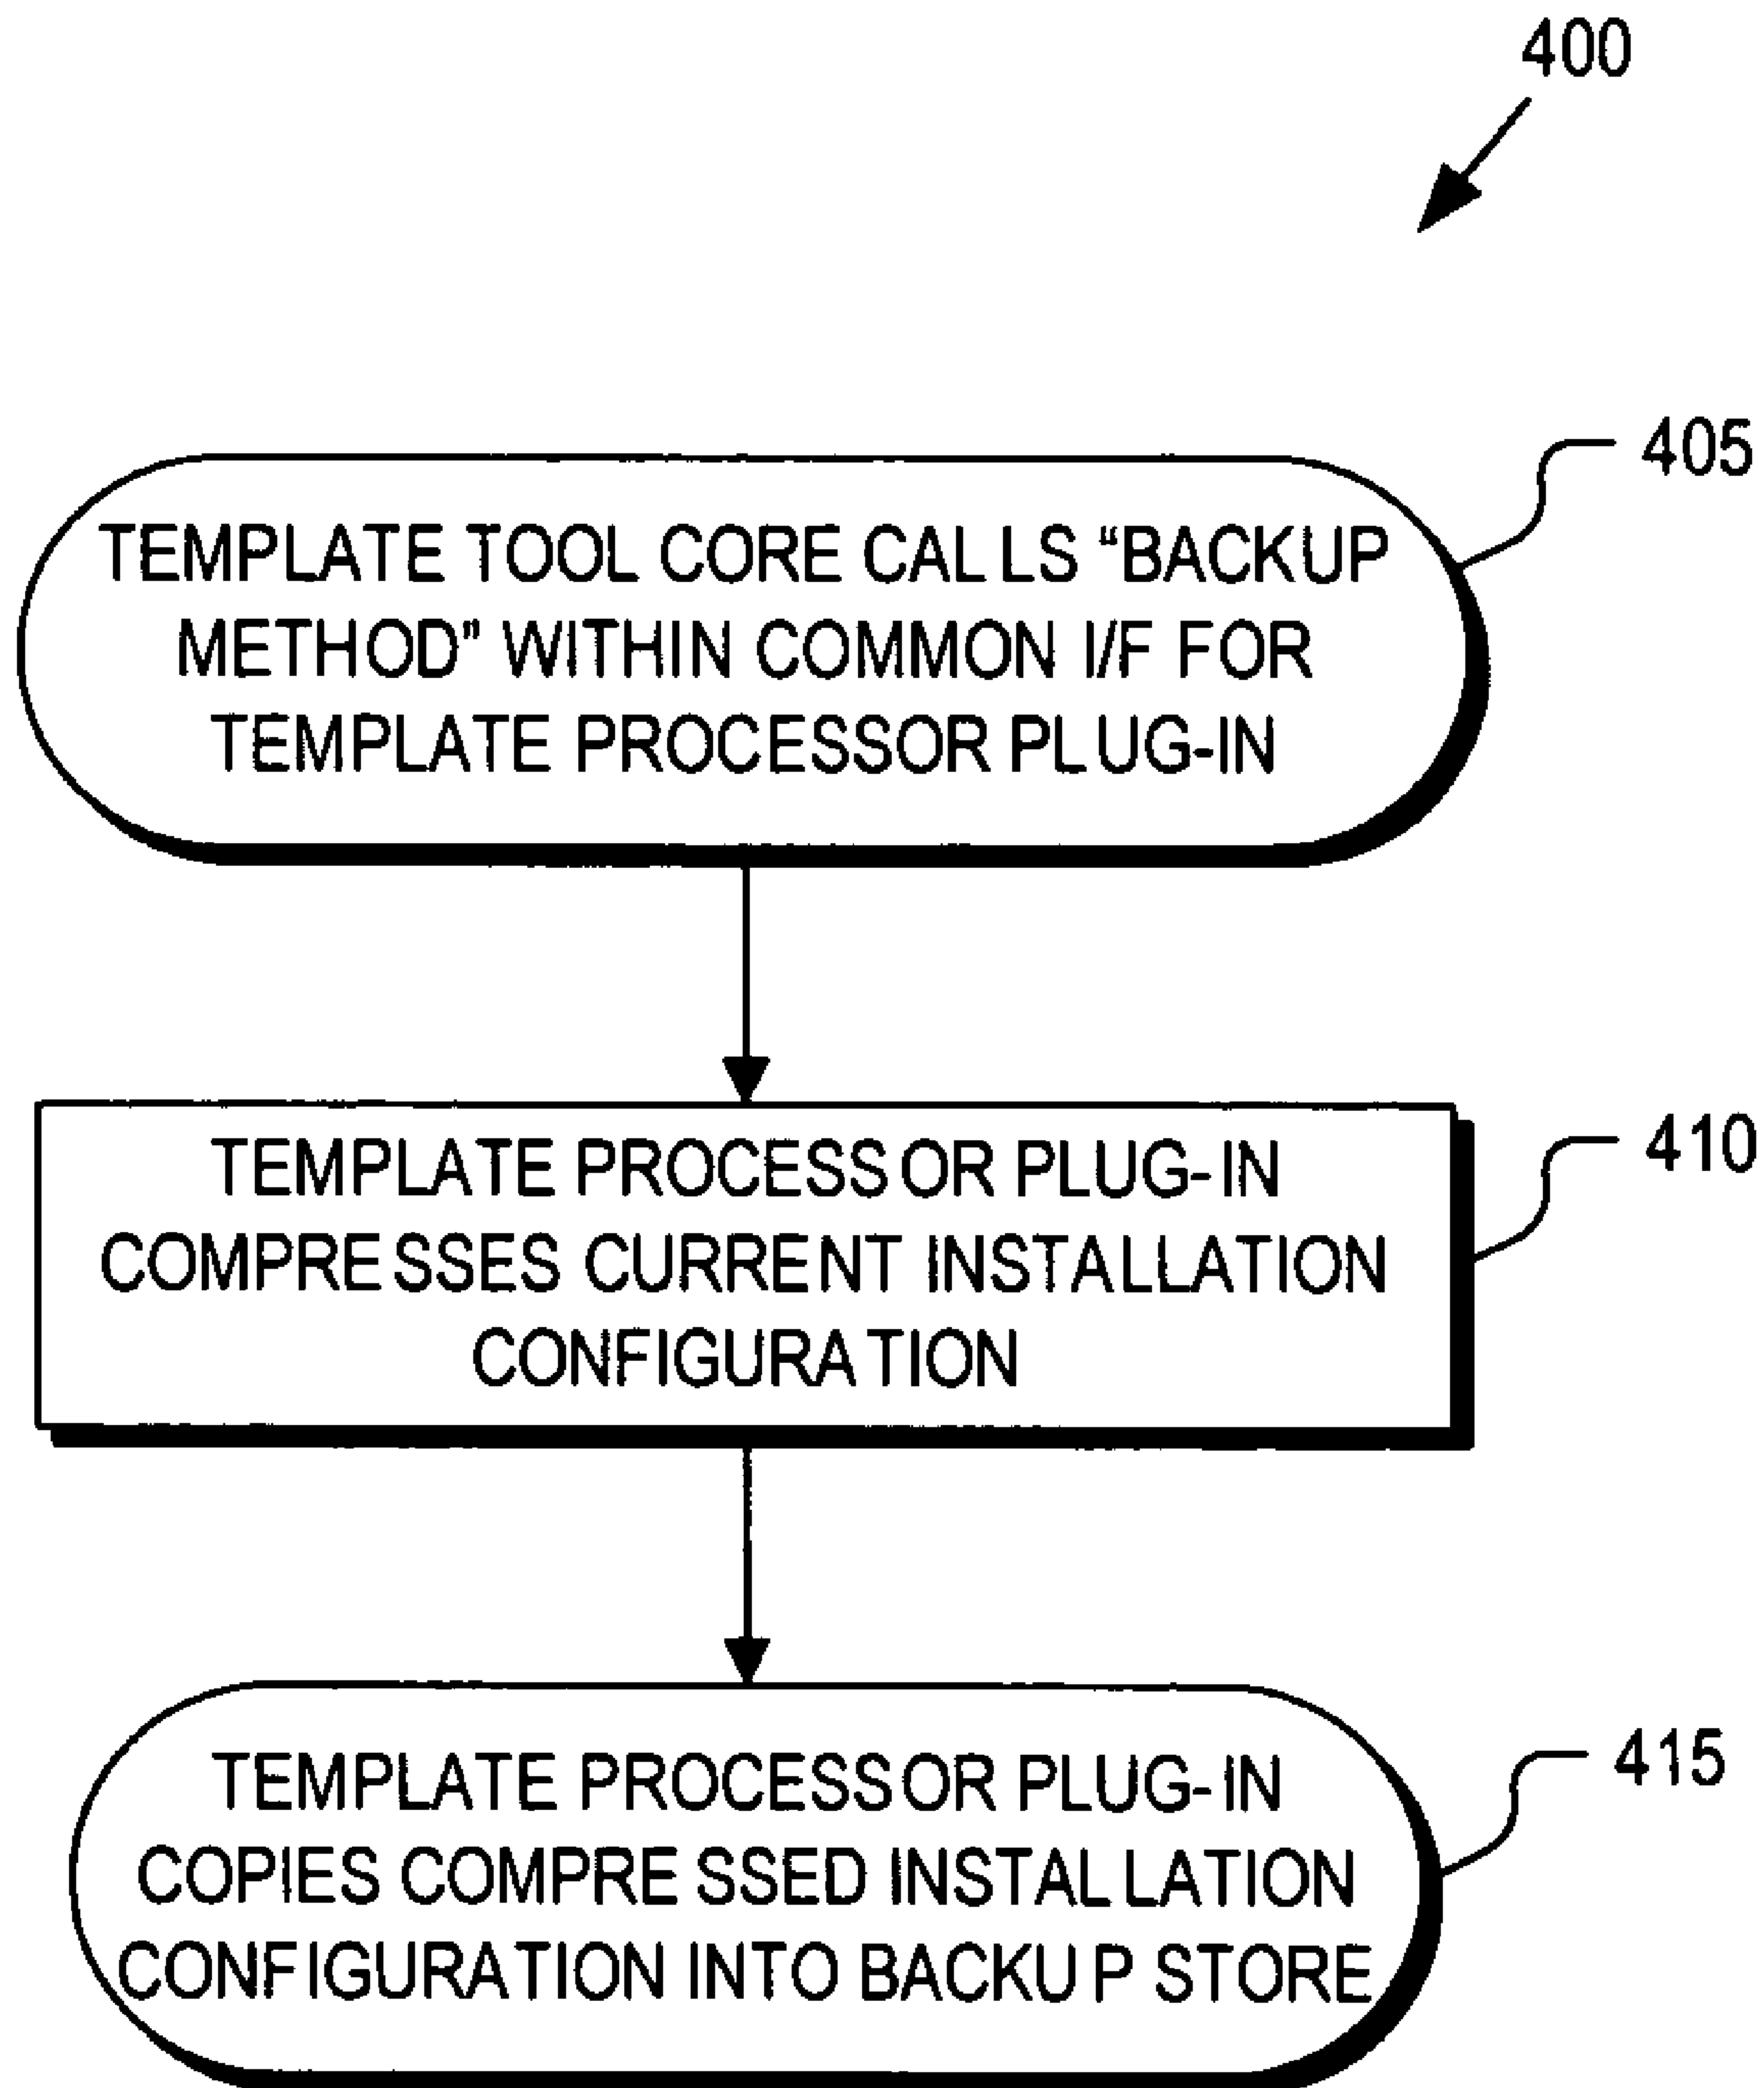 400
405
TEMPLATE TOOL CORE CALLS “BACKUP
METHOD” WITHIN COMMON I/F FOR
TEMPLATE PROCESSOR PLUG-IN
410
TEMPLATE PROCESSOR PLUG-IN
COMPRESSES CURRENT INSTALLATION
CONFIGURATION
415
TEMPLATE PROCESSOR PLUG-IN
COPIES COMPRESSED INSTALLATION
CONFIGURATION INTO BACKUP STORE